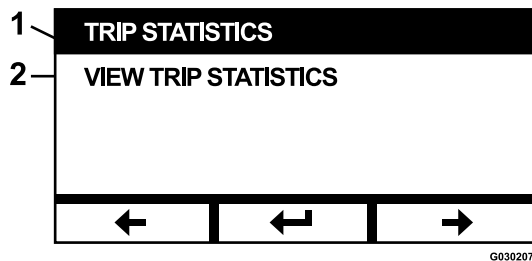 1
TRIP STATISTICS
2
VIEW TRIP STATISTICS
G030207